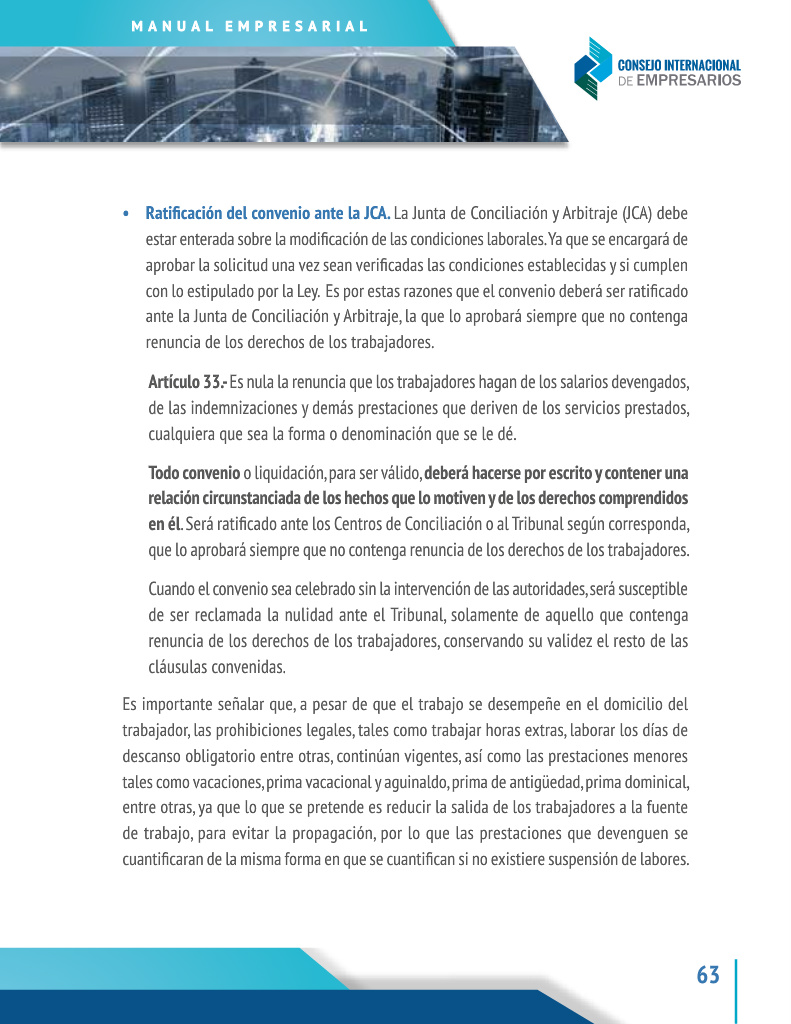 MANUAL EMPRESARIAL
CONSEJO INTERNACIONAL
DE EMPRESARIOS
• Ratificación del convenio ante la JCA. La Junta de Conciliación y Arbitraje (JCA) debe
estar enterada sobre la modificación de las condiciones laborales. Ya que se encargará de
aprobar la solicitud una vez sean verificadas las condiciones establecidas y si cumplen
con lo estipulado por la Ley. Es por estas razones que el convenio deberá ser ratificado
ante la Junta de Conciliación y Arbitraje, la que lo aprobará siempre que no contenga
renuncia de los derechos de los trabajadores.
Artículo 33.- Es nula la renuncia que los trabajadores hagan de los salarios devengados,
de las indemnizaciones y demás prestaciones que deriven de los servicios prestados,
cualquiera que sea la forma o denominación que se le dé.
Todo convenio o liquidación, para ser válido, deberá hacerse por escrito y contener una
relación circunstanciada de los hechos que lo motiven y de los derechos comprendidos
en él. Será ratificado ante los Centros de Conciliación o al Tribunal según corresponda,
que lo aprobará siempre que no contenga renuncia de los derechos de los trabajadores.
Cuando el convenio sea celebrado sin la intervención de las autoridades, será susceptible
de ser reclamada la nulidad ante el Tribunal, solamente de aquello que contenga
renuncia de los derechos de los trabajadores, conservando su validez el resto de las
cláusulas convenidas.
Es importante señalar que, a pesar de que el trabajo se desempeñe en el domicilio del
trabajador, las prohibiciones legales, tales como trabajar horas extras, laborar los días de
descanso obligatorio entre otras, continúan vigentes, así como las prestaciones menores
tales como vacaciones, prima vacacional y aguinaldo, prima de antigüedad, prima dominical,
entre otras, ya que lo que se pretende es reducir la salida de los trabajadores a la fuente
de trabajo, para evitar la propagación, por lo que las prestaciones que devenguen se
cuantificaran de la misma forma en que se cuantifican si no existiere suspensión de labores.
63